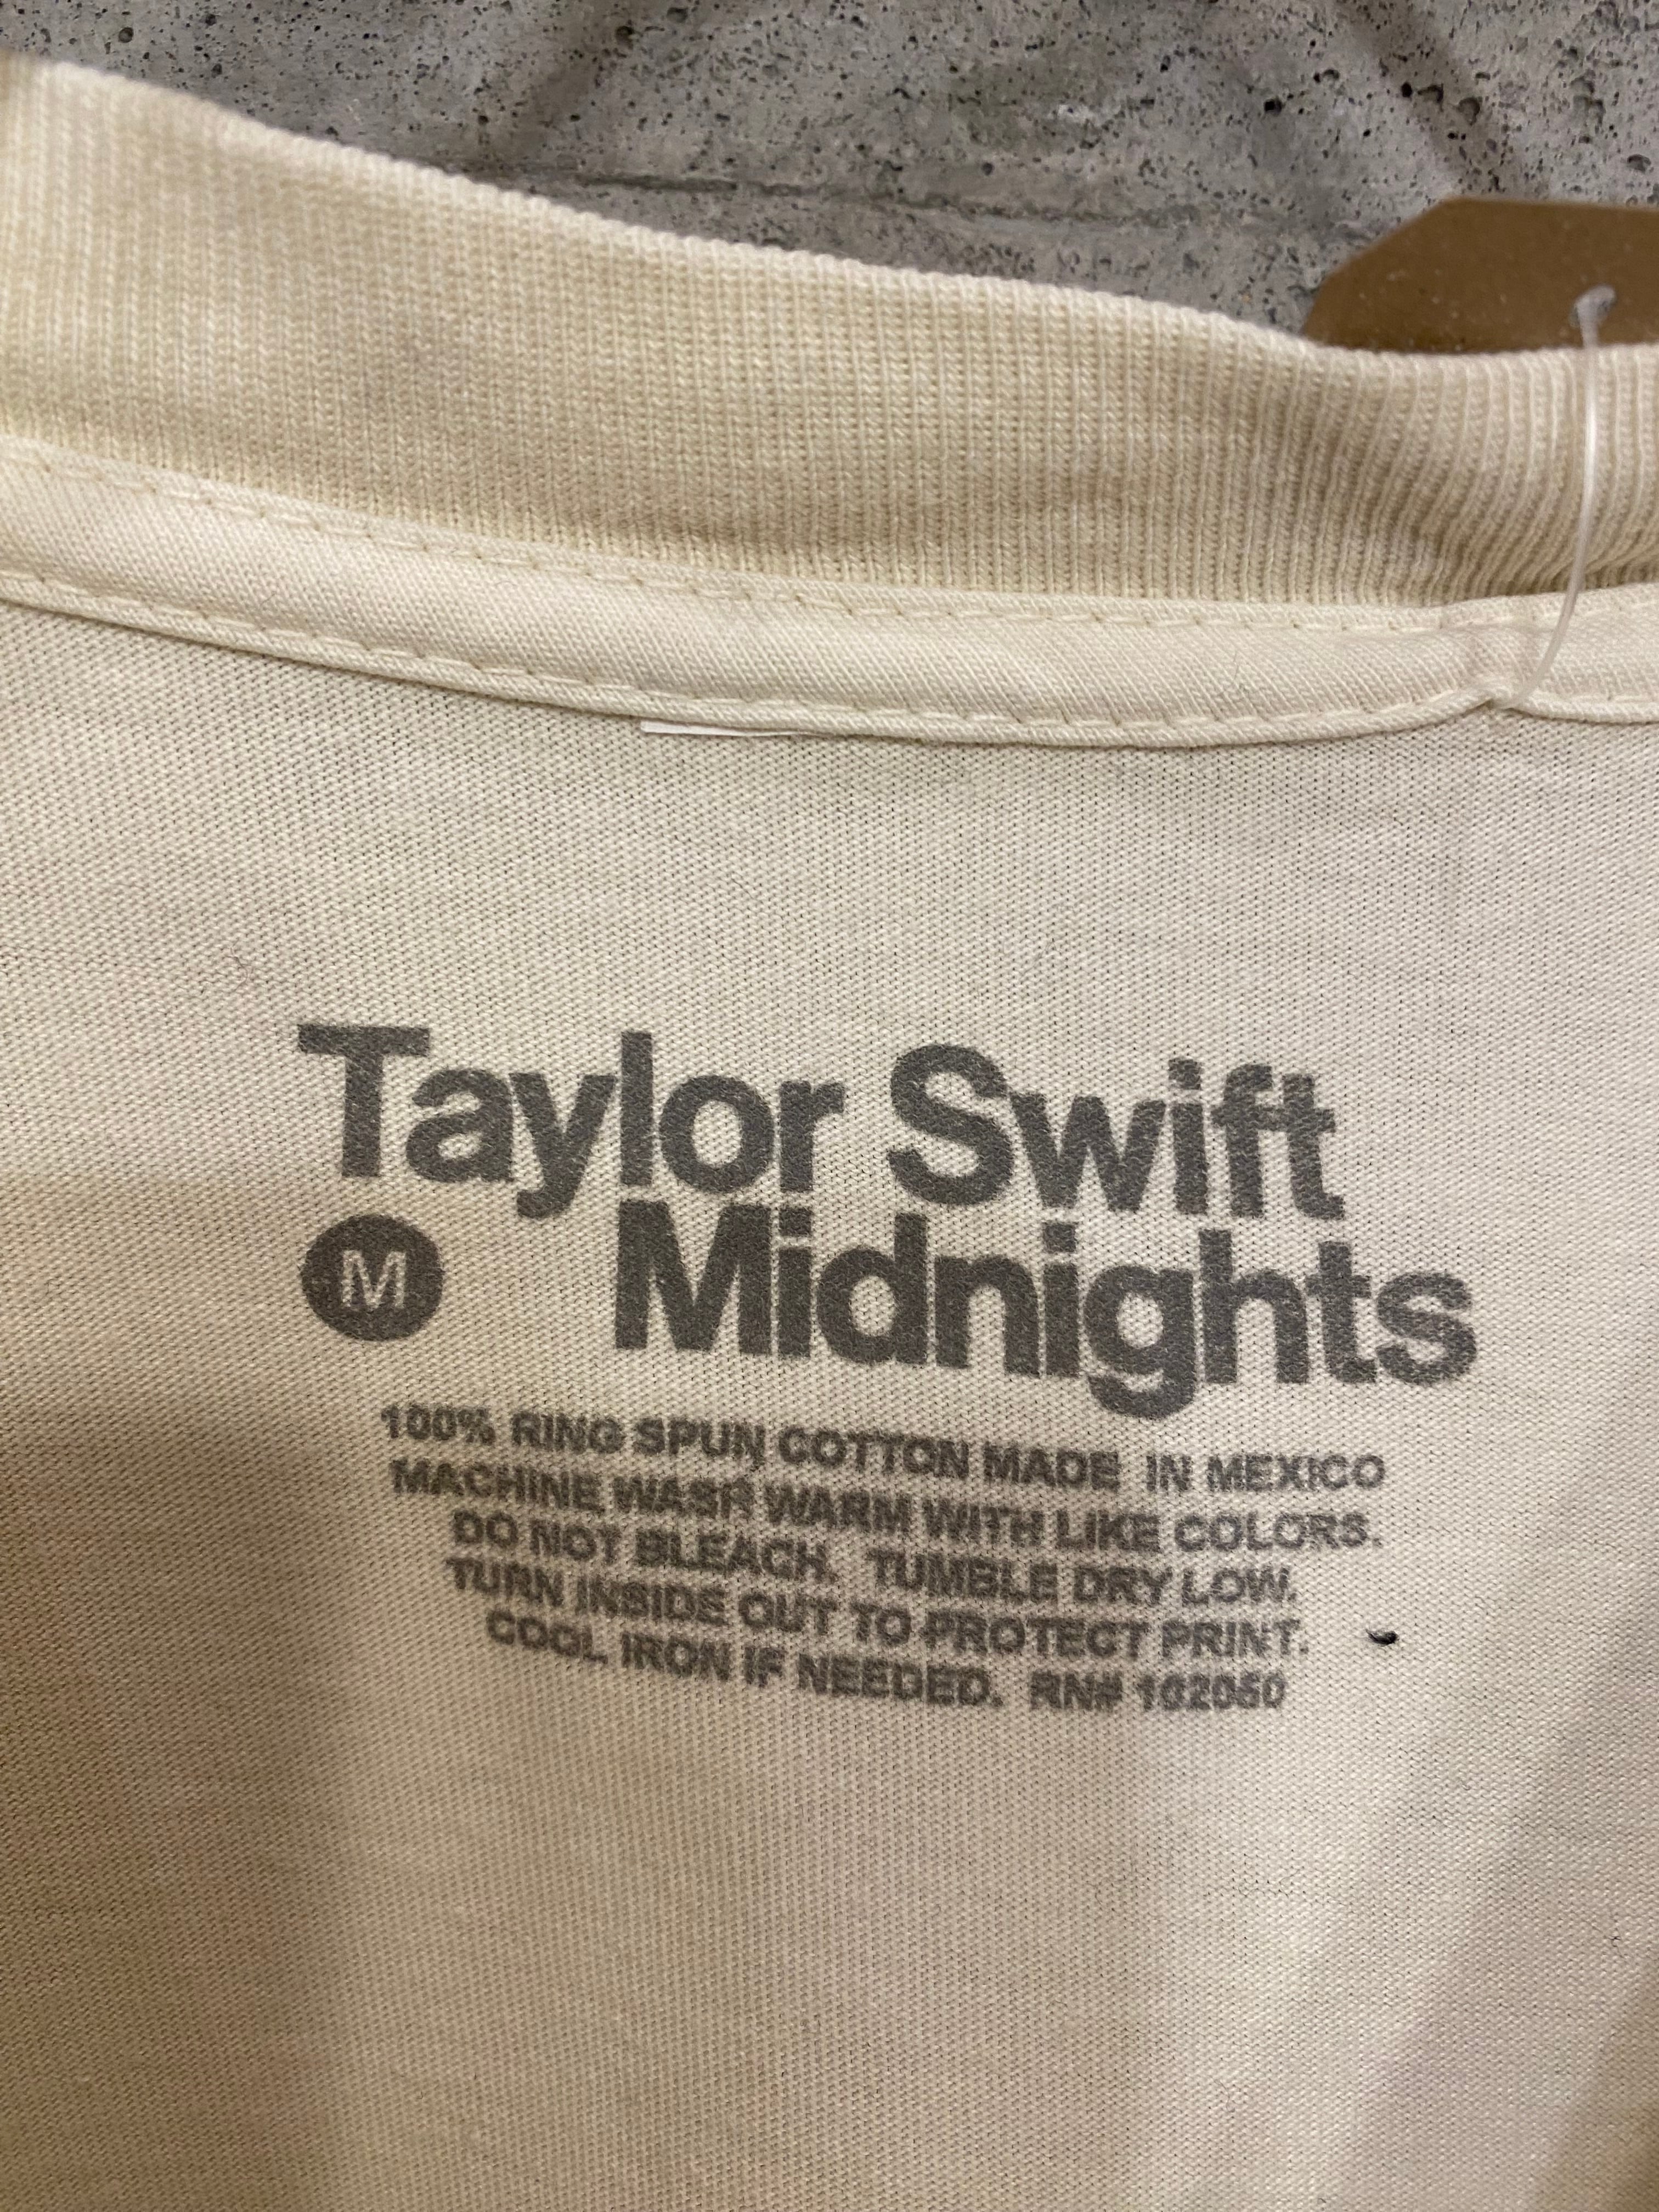 Taylor Swift
M Midnights
100% RING SPUN COTTON MADE IN MEXICO
MACHINE WASH WARM WITH LIKE COLORS.
DO NOT BLEACH. TUMBLE DRY LOW.
TURN INSIDE OUT TO PROTECT PRINT.
COOL IRON IF NEEDED. RN# 102050